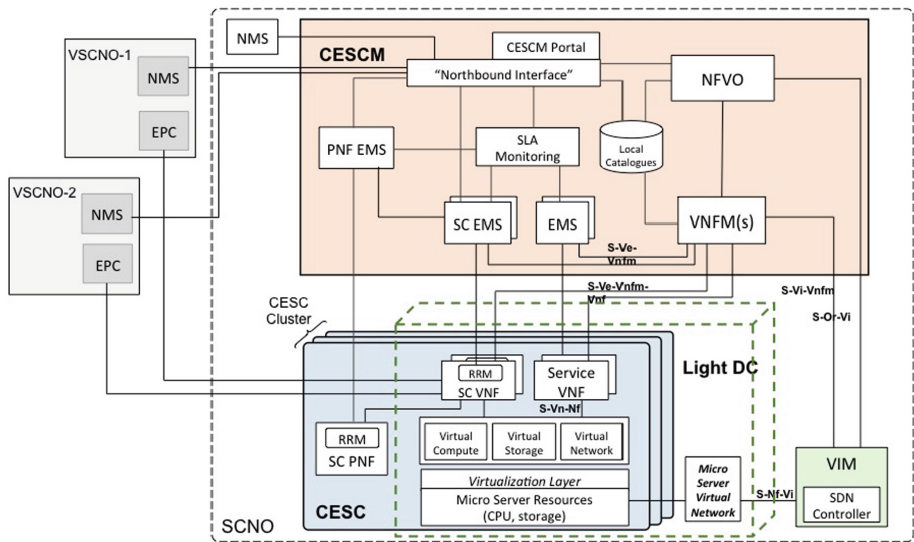 NMS
CESCM
CESCM Portal
"Northbound Interface"
NFVO
VSCNO-1
NMS
EPC
PNF EMS
SLA
Monitoring
Local
Catalogues
VSCNO-2
NMS
EPC
SC EMS
EMS
VNFM(s)
S-Ve-
Vnfm
S-Ve-Vnfm-
Vnf
S-Vi-Vnfm
S-Or-Vi
CESC
Cluster
Light DC
RRM
SC VNF
Service
VNF
S-Vn-Nf
RRM
SC PNF
Virtual
Compute
Virtual
Storage
Virtual
Network
Virtualization Layer
Micro Server Resources
(CPU, storage)
Micro
Server
Virtual
Network
S-Nf-Vi
VIM
SDN
Controller
CESC
SCNO